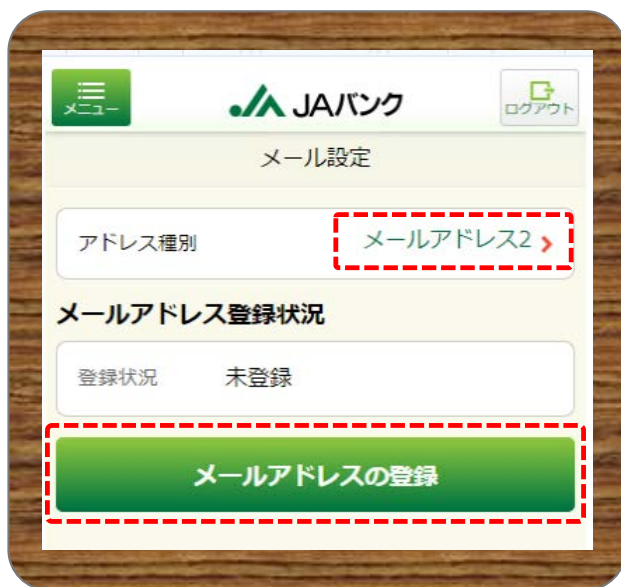 メニュー
JAバンク
ログアウト
メール設定
アドレス種別 メールアドレス2
メールアドレス登録状況
登録状況 未登録
メールアドレスの登録